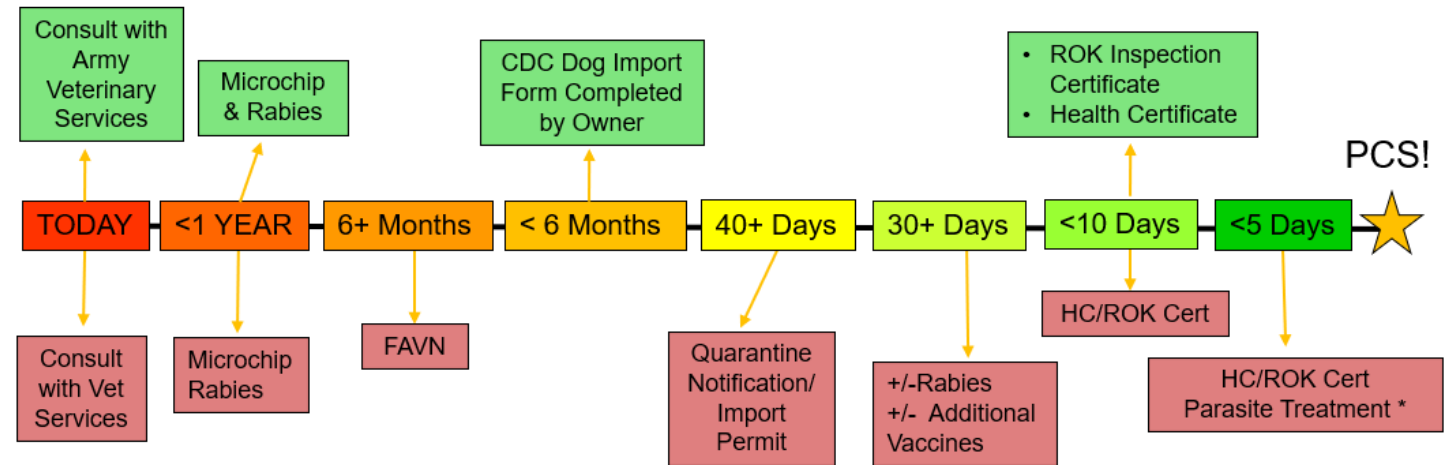 Consult with
Army
Veterinary
Services
Microchip
& Rabies
CDC Dog Import
Form Completed
by Owner
• ROK Inspection
Certificate
• Health Certificate
PCS!
TODAY
<1 YEAR
6+ Months
< 6 Months
40+ Days
30+ Days
<10 Days
<5 Days
Consult
with Vet
Services
Microchip
Rabies
FAVN
Quarantine
Notification/
Import
Permit
+/-Rabies
+/- Additional
Vaccines
HC/ROK Cert
HC/ROK Cert
Parasite Treatment *